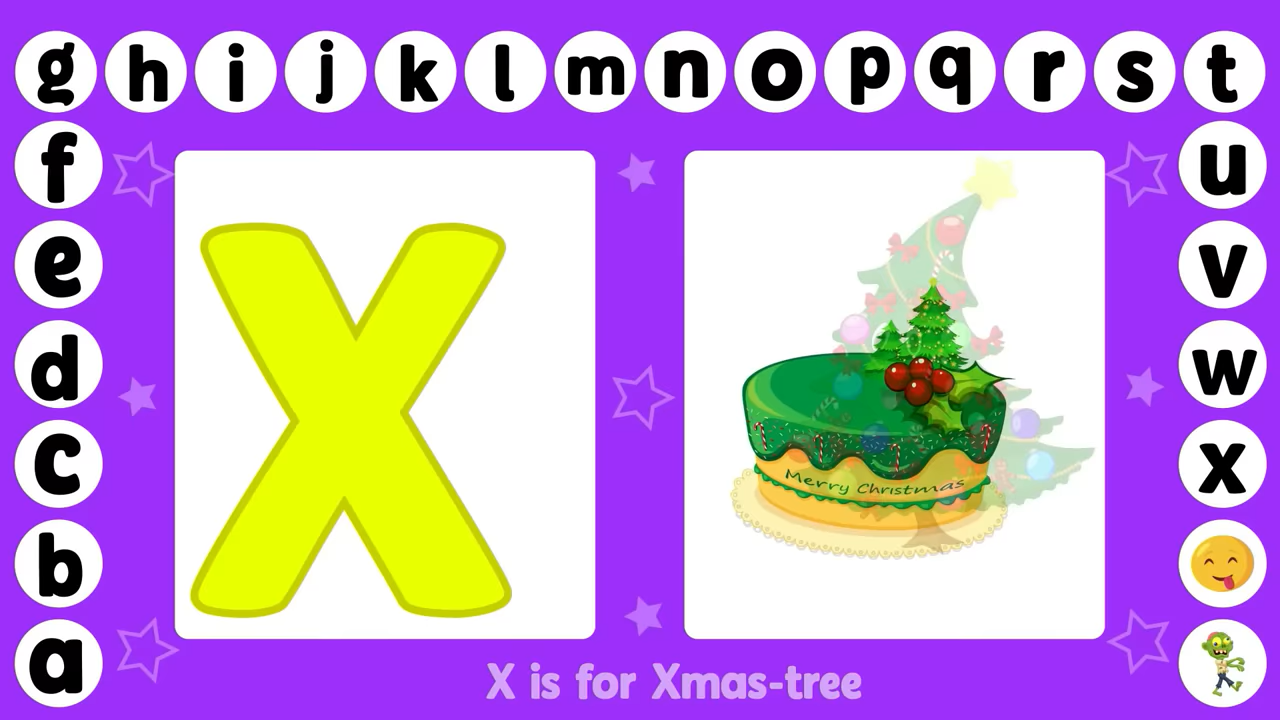 g h i j k l m n o p q r s t
f u
e v
d w
c x
b
a
X
Merry Christmas
X is for Xmas-tree